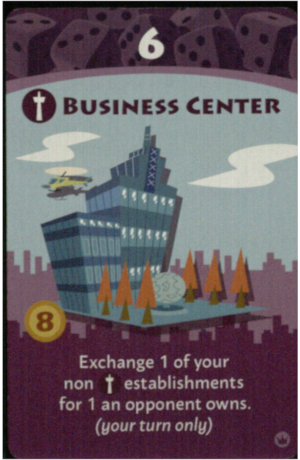 6
BUSINESS CENTER
8
Exchange 1 of your
non establishments
for 1 an opponent owns.
(your turn only)